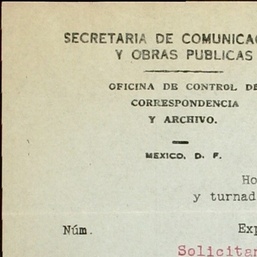 SECRETARIA DE COMUNICAC
Y OBRAS PUBLICAS
OFICINA DE CONTROL DE
CORRESPONDENCIA
Y ARCHIVO.
MEXICO, D. F.
Ho
y turnad
Núm. Exp
Solicitan